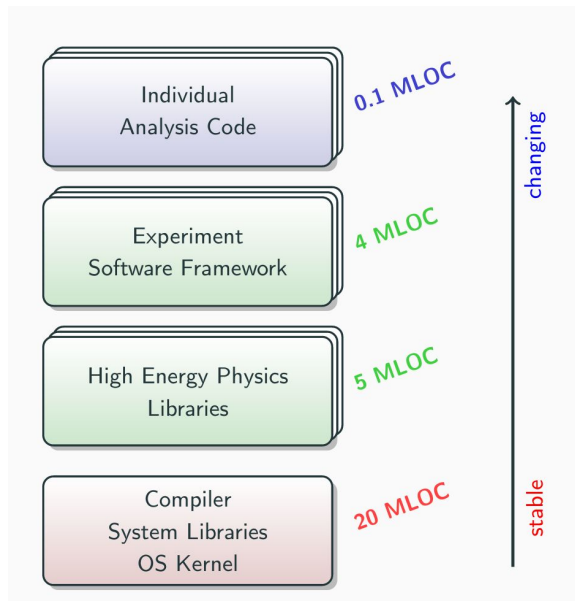 Individual
Analysis Code
0.1 MLOC
changing
Experiment
Software Framework
4 MLOC
High Energy Physics
Libraries
5 MLOC
Compiler
System Libraries
OS Kernel
20 MLOC
stable